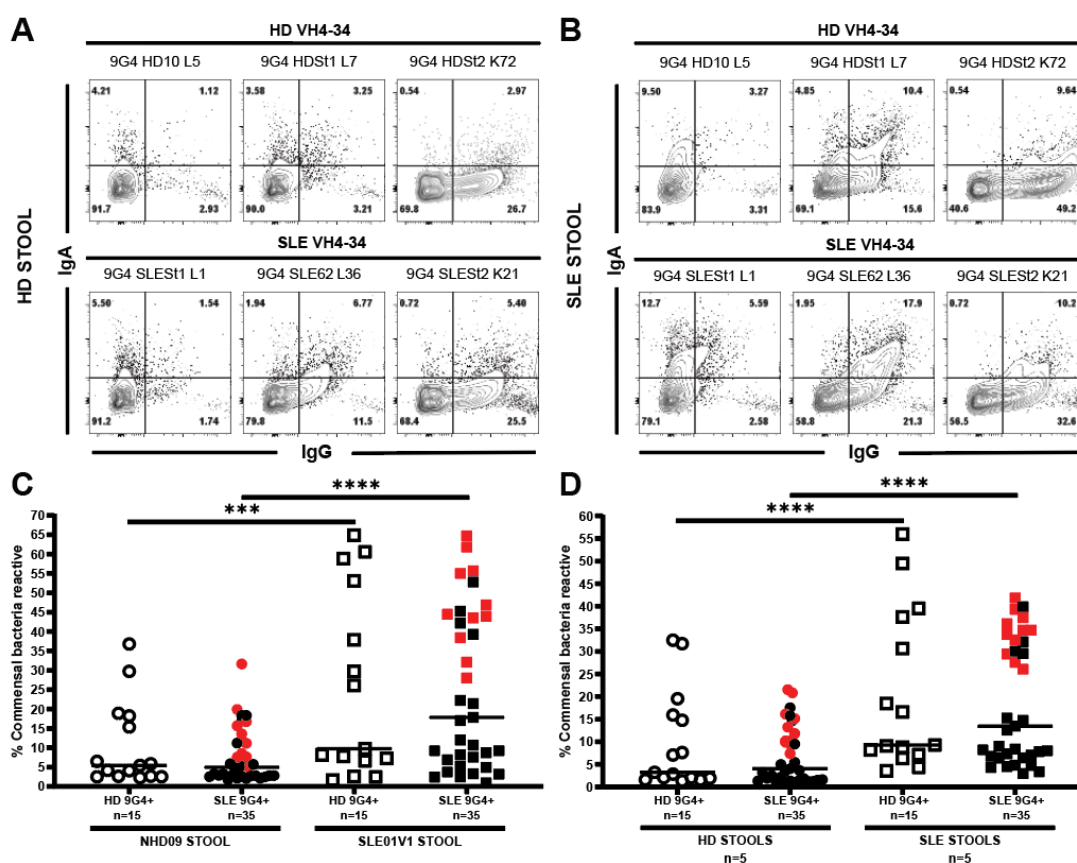 A
HD VH4-34
9G4 HD10 L5 9G4 HDSt1 L7 9G4 HDSt2 K72
4.21 1.12 3.58 3.25 0.54 2.97
91.7 2.93 90.0 3.21 69.8 26.7
SLE VH4-34
9G4 SLESt1 L1 9G4 SLE62 L36 9G4 SLESt2 K21
5.50 1.54 1.94 6.77 0.72 5.40
91.2 1.74 79.8 11.5 68.4 25.5
HD STOOL
IgA
IgG
B
HD VH4-34
9G4 HD10 L5 9G4 HDSt1 L7 9G4 HDSt2 K72
9.50 3.27 4.85 10.4 0.54 9.64
83.9 3.31 69.1 15.6 40.6 49.2
SLE VH4-34
9G4 SLESt1 L1 9G4 SLE62 L36 9G4 SLESt2 K21
12.7 5.59 1.95 17.9 0.72 10.2
79.1 2.58 58.8 21.3 56.5 32.6
SLE STOOL
IgA
IgG
C
****
***
% Commensal bacteria reactive
70
65
60
55
50
45
40
35
30
25
20
15
10
5
0
HD 9G4+ SLE 9G4+ HD 9G4+ SLE 9G4+
n=15 n=35 n=15 n=35
NHD09 STOOL SLE01V1 STOOL
D
****
****
% Commensal bacteria reactive
60
55
50
45
40
35
30
25
20
15
10
5
0
HD 9G4+ SLE 9G4+ HD 9G4+ SLE 9G4+
n=15 n=35 n=15 n=35
HD STOOLS SLE STOOLS
n=5 n=5